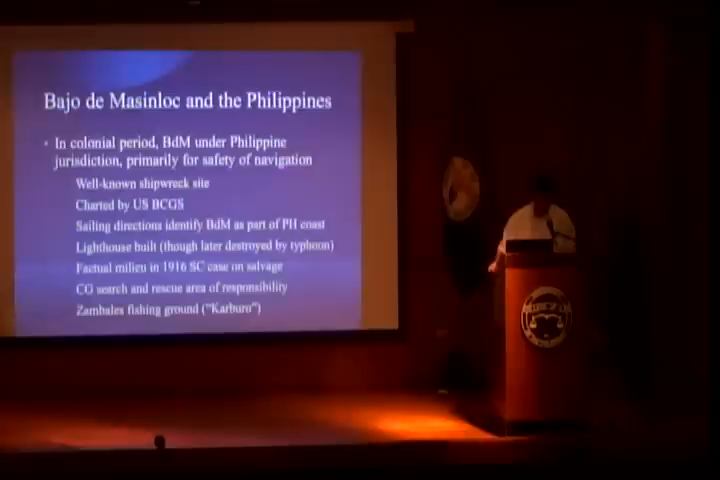 Bajo de Masinloc and the Philippines
• In colonial period, BdM under Philippine
jurisdiction, primarily for safety of navigation
Well-known shipwreck site
Charted by US BCGS
Sailing directions identify BdM as part of PH coast
Lighthouse built (though later destroyed by typhoon)
Factual milieu in 1916 SC case on salvage
CG search and rescue area of responsibility
Zambales fishing ground ("Karburo")